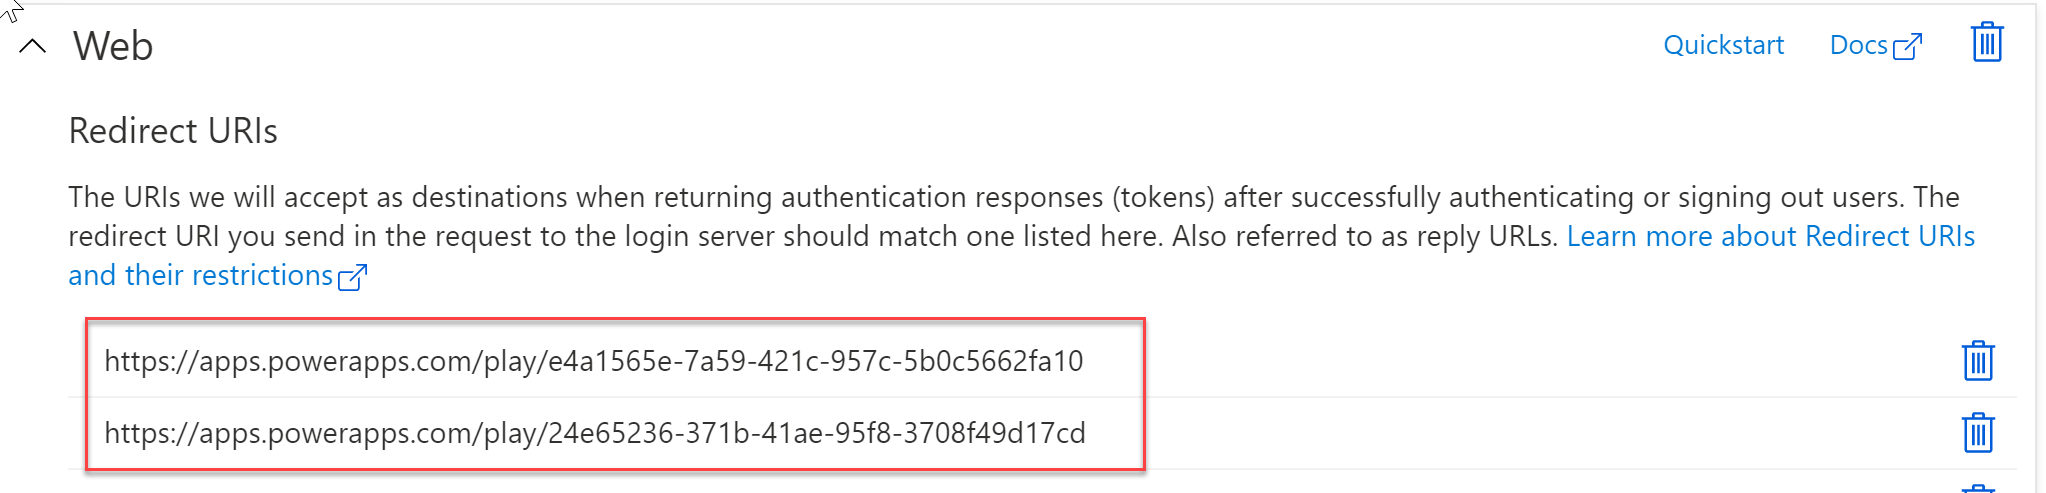 Web
Quickstart
Docs
Redirect URIs
The URIs we will accept as destinations when returning authentication responses (tokens) after successfully authenticating or signing out users. The
redirect URI you send in the request to the login server should match one listed here. Also referred to as reply URLs. Learn more about Redirect URIs
and their restrictions
https://apps.powerapps.com/play/e4a1565e-7a59-421c-957c-5b0c5662fa10
https://apps.powerapps.com/play/24e65236-371b-41ae-95f8-3708f49d17cd